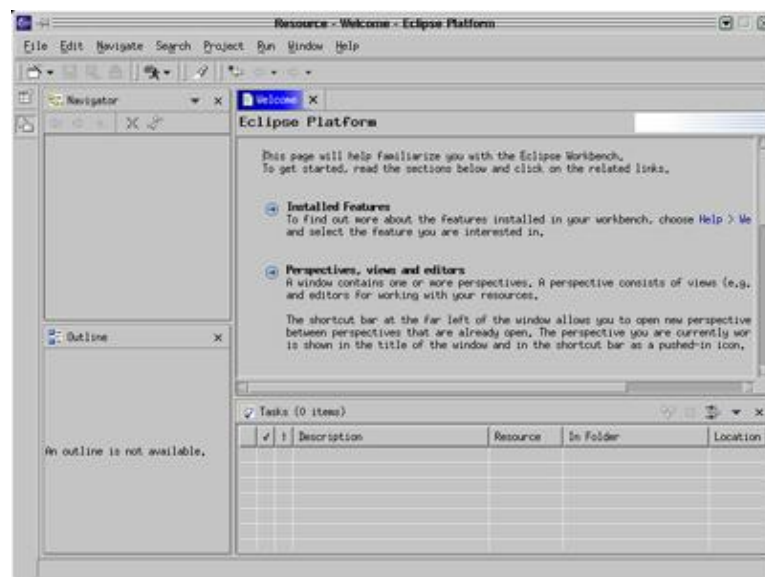 Resource - Welcome - Eclipse Platform
File Edit Navigate Search Project Run Window Help
Navigator
Welcome
Eclipse Platform
This page will help familiarize you with the Eclipse Workbench.
To get started, read the sections below and click on the related links.
Installed Features
To find out more about the features installed in your workbench, choose Help > We
and select the feature you are interested in.
Perspectives, views and editors
A window contains one or more perspectives. A perspective consists of views (e.g.
and editors for working with your resources.
The shortcut bar at the far left of the window allows you to open new perspective
between perspectives that are already open. The perspective you are currently wor
is shown in the title of the window and in the shortcut bar as a pushed-in icon.
Outline
An outline is not available.
Tasks (0 items)
! Description Resource In Folder Location